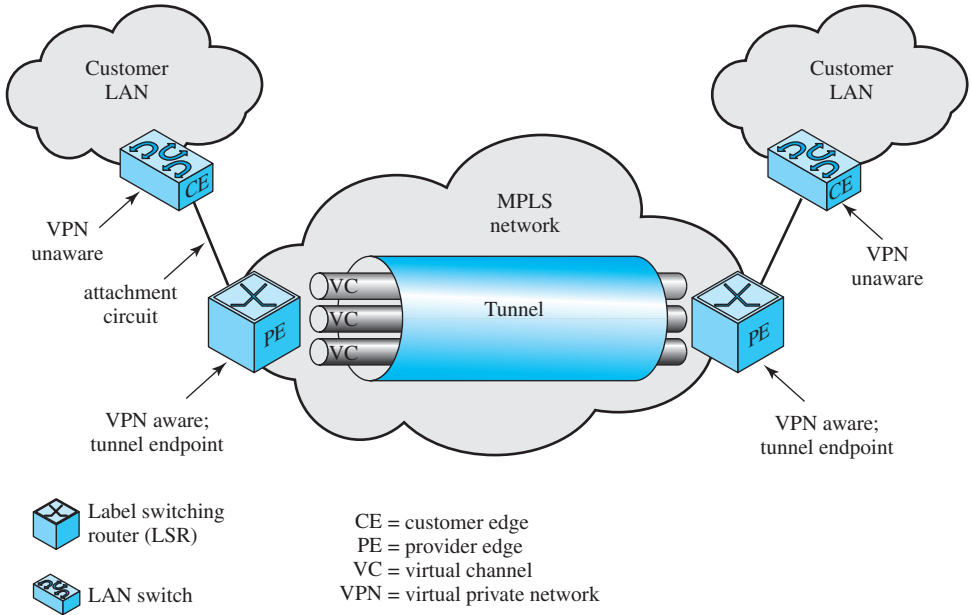 Customer
LAN
Customer
LAN
CE
CE
MPLS
network
VPN
unaware
VPN
unaware
attachment
circuit
VC
VC
VC
Tunnel
PE
PE
VPN aware;
tunnel endpoint
VPN aware;
tunnel endpoint
Label switching
router (LSR)
LAN switch
CE = customer edge
PE = provider edge
VC = virtual channel
VPN = virtual private network